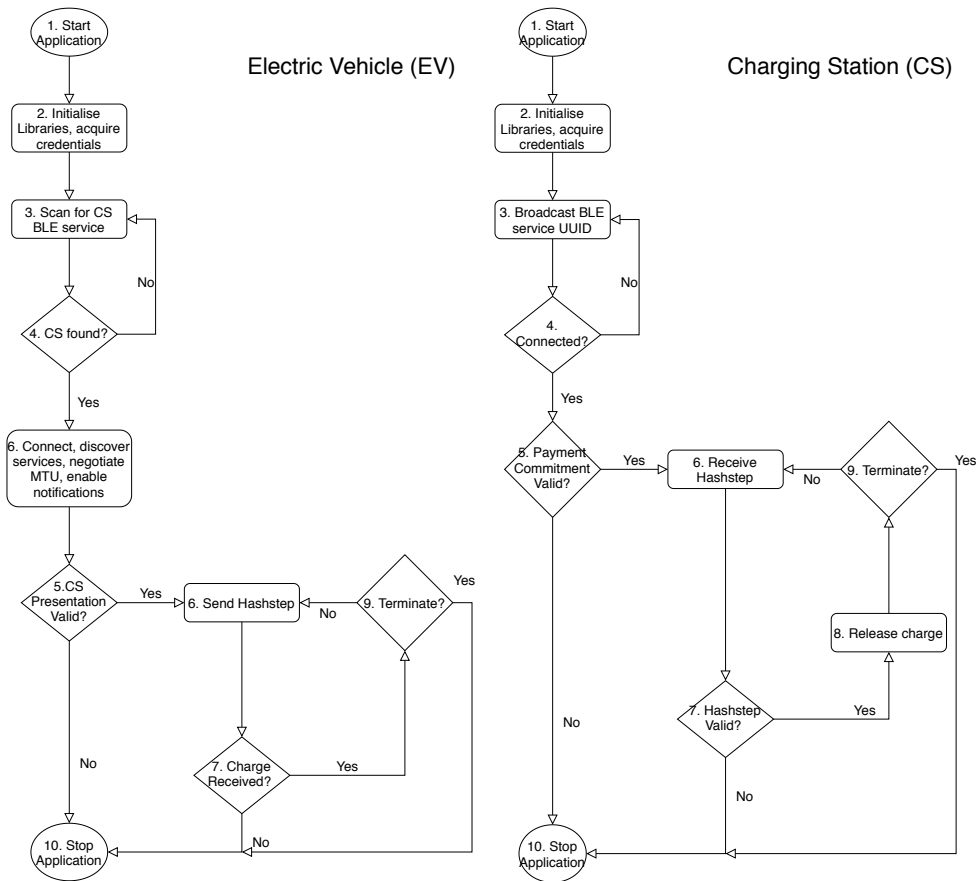 1. Start
Application
Electric Vehicle (EV)
2. Initialise
Libraries, acquire
credentials
3. Scan for CS
BLE service
No
4. CS found?
Yes
6. Connect, discover
services, negotiate
MTU, enable
notifications
5.CS
Presentation
Valid?
Yes
6. Send Hashstep
No
9. Terminate?
Yes
7. Charge
Received?
Yes
No
No
10. Stop
Application
1. Start
Application
Charging Station (CS)
2. Initialise
Libraries, acquire
credentials
3. Broadcast BLE
service UUID
No
4.
Connected?
Yes
5. Payment
Commitment
Valid?
Yes
6. Receive
Hashstep
No
9. Terminate?
Yes
8. Release charge
7. Hashstep
Valid?
Yes
No
No
10. Stop
Application